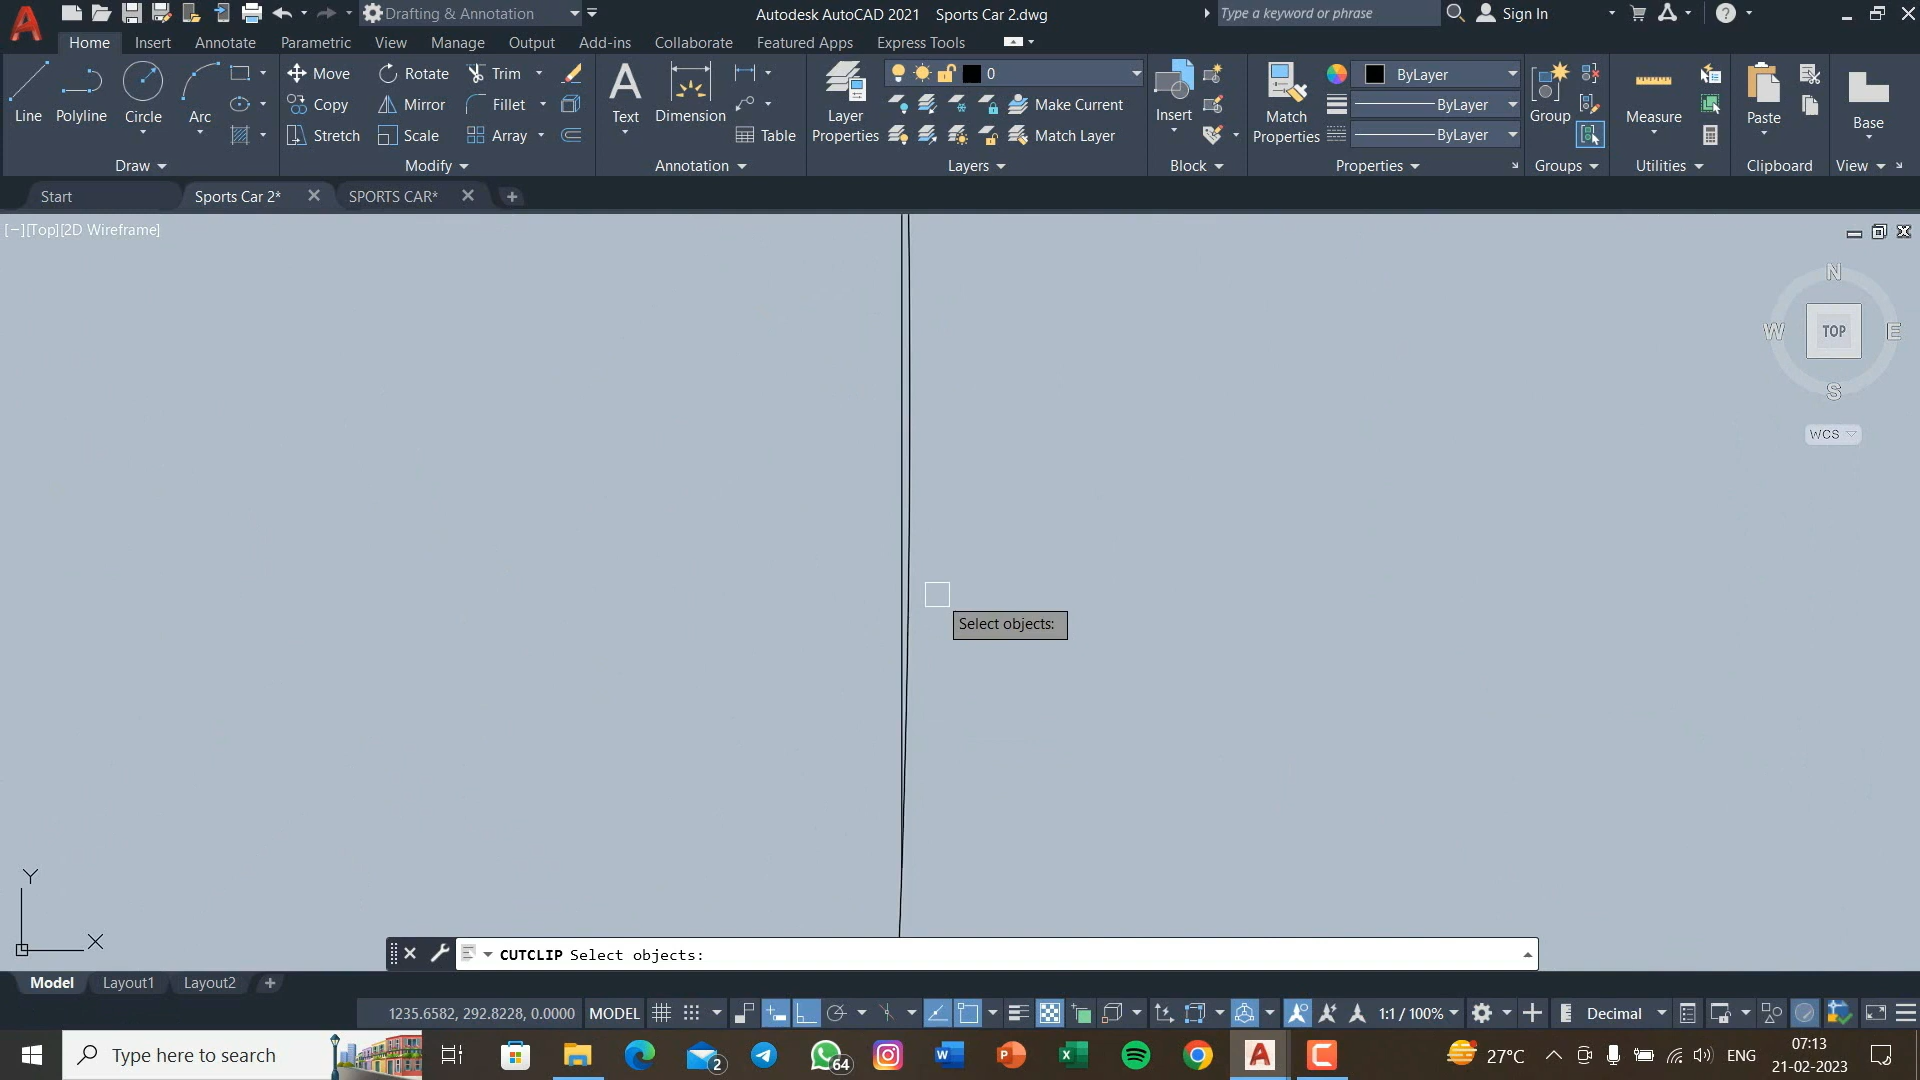 Drafting & Annotation
Autodesk AutoCAD 2021 Sports Car 2.dwg
Type a keyword or phrase
Sign In
Home Insert Annotate Parametric View Manage Output Add-ins Collaborate Featured Apps Express Tools
Line Polyline Circle Arc
Move Rotate Trim
Copy Mirror Fillet
Stretch Scale Array
Text Dimension Table
Layer Properties
0
Make Current
Match Layer
Insert
Match Properties
ByLayer
ByLayer
ByLayer
Group Measure Paste Base
Draw Modify Annotation Layers Block Properties Groups Utilities Clipboard View
Start Sports Car 2* SPORTS CAR*
[−][Top][2D Wireframe]
N
W TOP E
S
WCS
Select objects:
Y
X
CUTCLIP Select objects:
Model Layout1 Layout2
1235.6582, 292.8228, 0.0000 MODEL 1:1 / 100% Decimal
Type here to search
2
64
27°C
ENG
07:13
21-02-2023